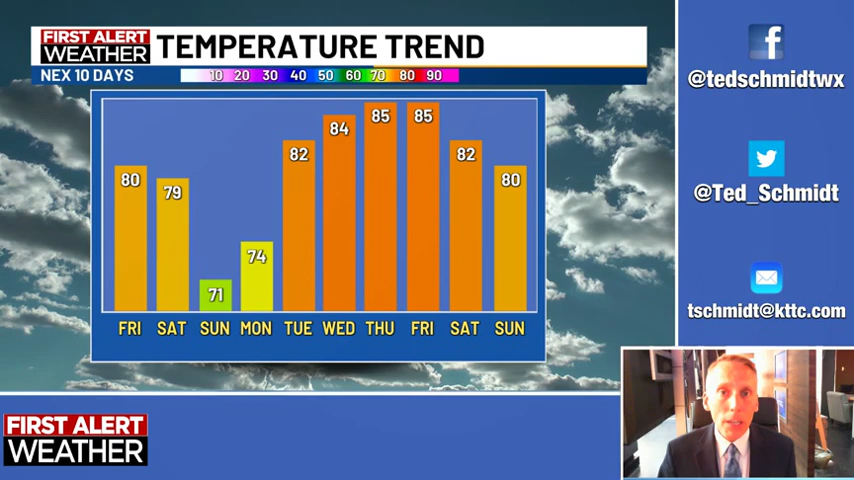 FIRST ALERT
WEATHER
TEMPERATURE TREND
NEX 10 DAYS
10 20 30 40 50 60 70 80 90
80 79 71 74 82 84 85 85 82 80
FRI SAT SUN MON TUE WED THU FRI SAT SUN
f
@tedschmidtwx
@Ted_Schmidt
tschmidt@kttc.com
FIRST ALERT
WEATHER